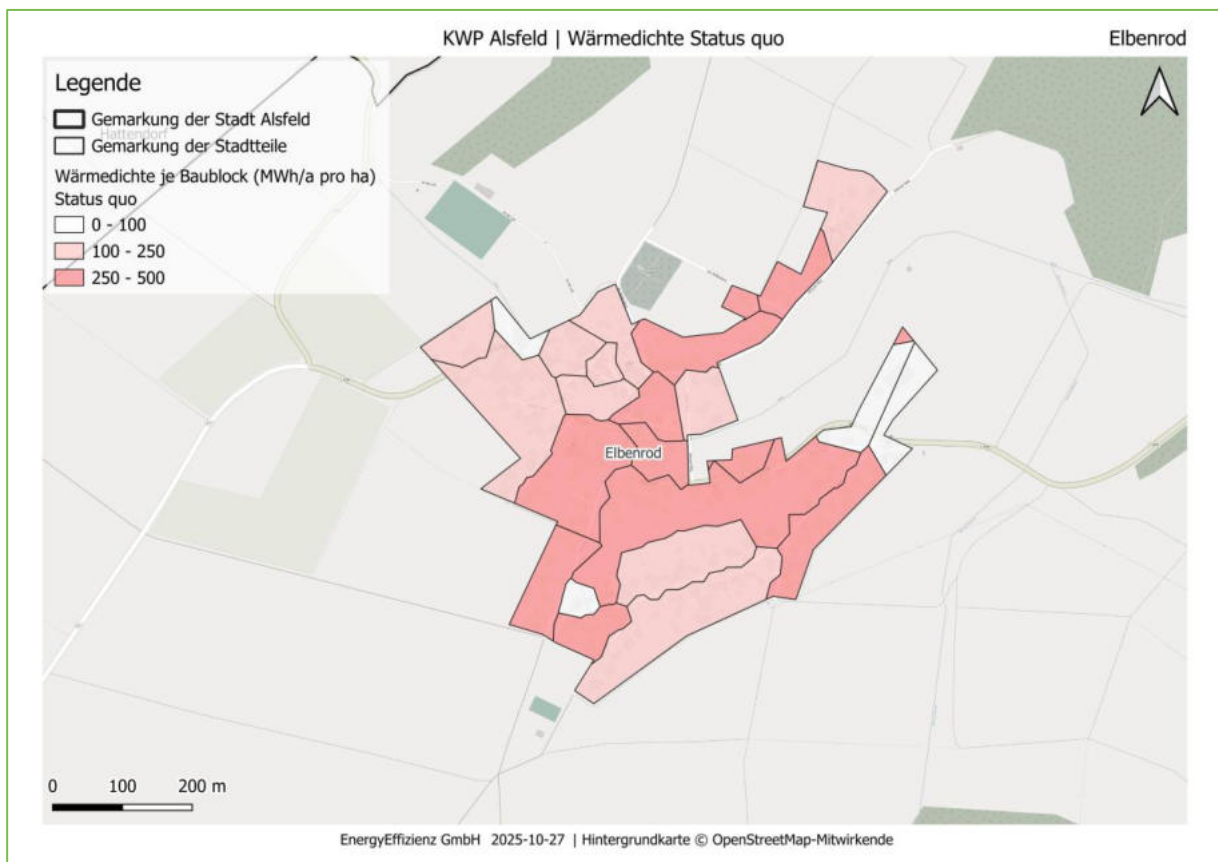 KWP Alsfeld | Wärmedichte Status quo
Elbenrod
Legende
Gemarkung der Stadt Alsfeld
Hattendorf
Gemarkung der Stadtteile
Wärmedichte je Baublock (MWh/a pro ha)
Status quo
0 - 100
100 - 250
250 - 500
Elbenrod
0 100 200 m
EnergyEffizienz GmbH 2025-10-27 | Hintergrundkarte © OpenStreetMap-Mitwirkende